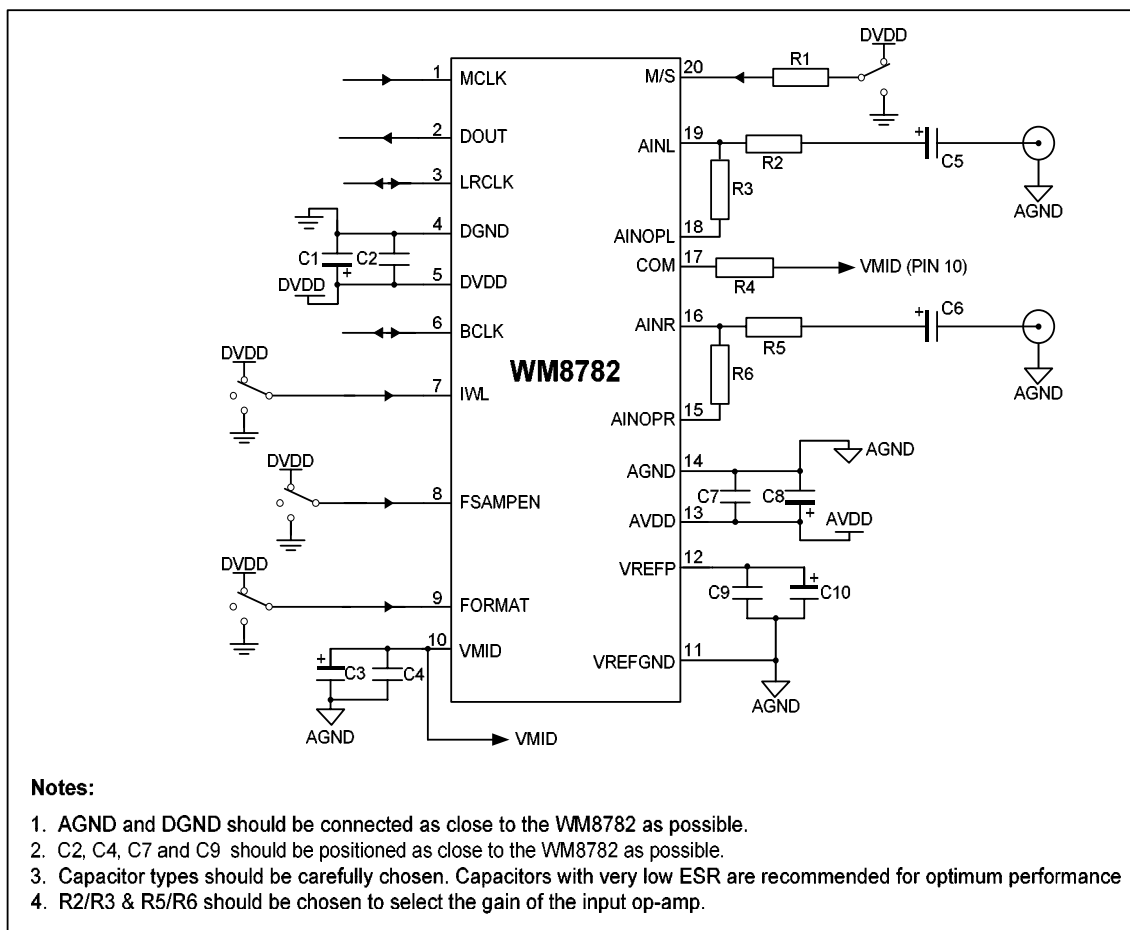 DVDD
R1
20
M/S
1
MCLK
2
DOUT
19
AINL
R2
+
C5
R3
AGND
3
LRCLK
18
AINOPL
4
DGND
C1
C2
+
DVDD
5
DVDD
17
COM
R4
VMID (PIN 10)
6
BCLK
16
AINR
R5
+
C6
R6
AGND
WM8782
DVDD
7
IWL
15
AINOPR
DVDD
8
FSAMPEN
14
AGND
AGND
C7
C8
+
13
AVDD
AVDD
12
VREFP
C9
+
C10
DVDD
9
FORMAT
10
VMID
+
C3
C4
AGND
VMID
11
VREFGND
AGND
Notes:
1. AGND and DGND should be connected as close to the WM8782 as possible.
2. C2, C4, C7 and C9 should be positioned as close to the WM8782 as possible.
3. Capacitor types should be carefully chosen. Capacitors with very low ESR are recommended for optimum performance
4. R2/R3 & R5/R6 should be chosen to select the gain of the input op-amp.